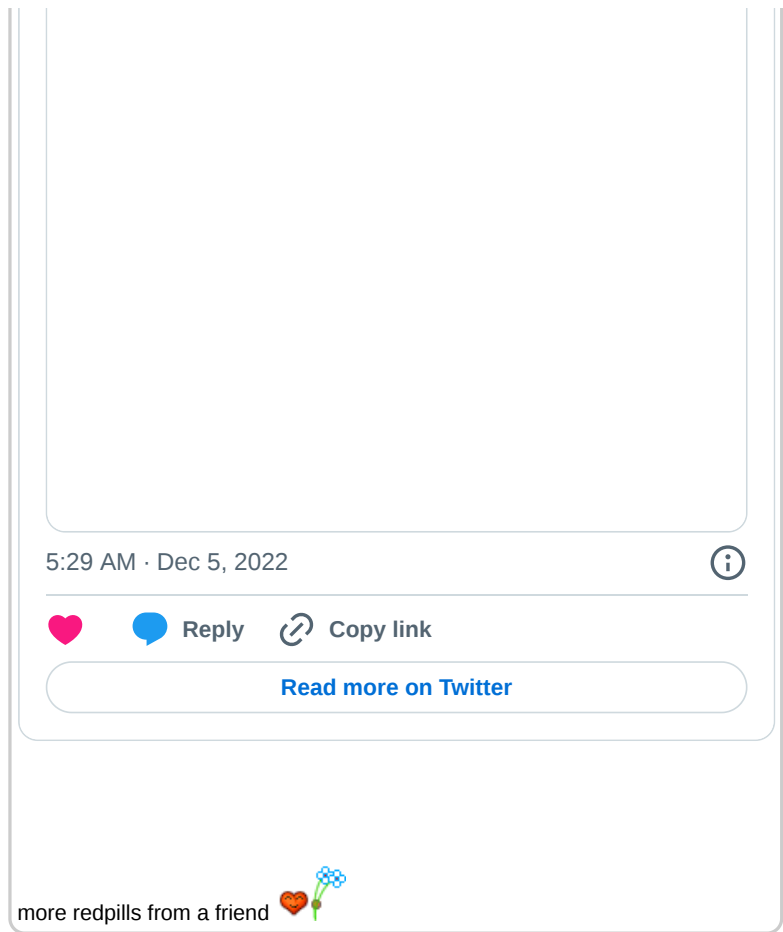 5:29 AM · Dec 5, 2022
Reply Copy link
Read more on Twitter
more redpills from a friend